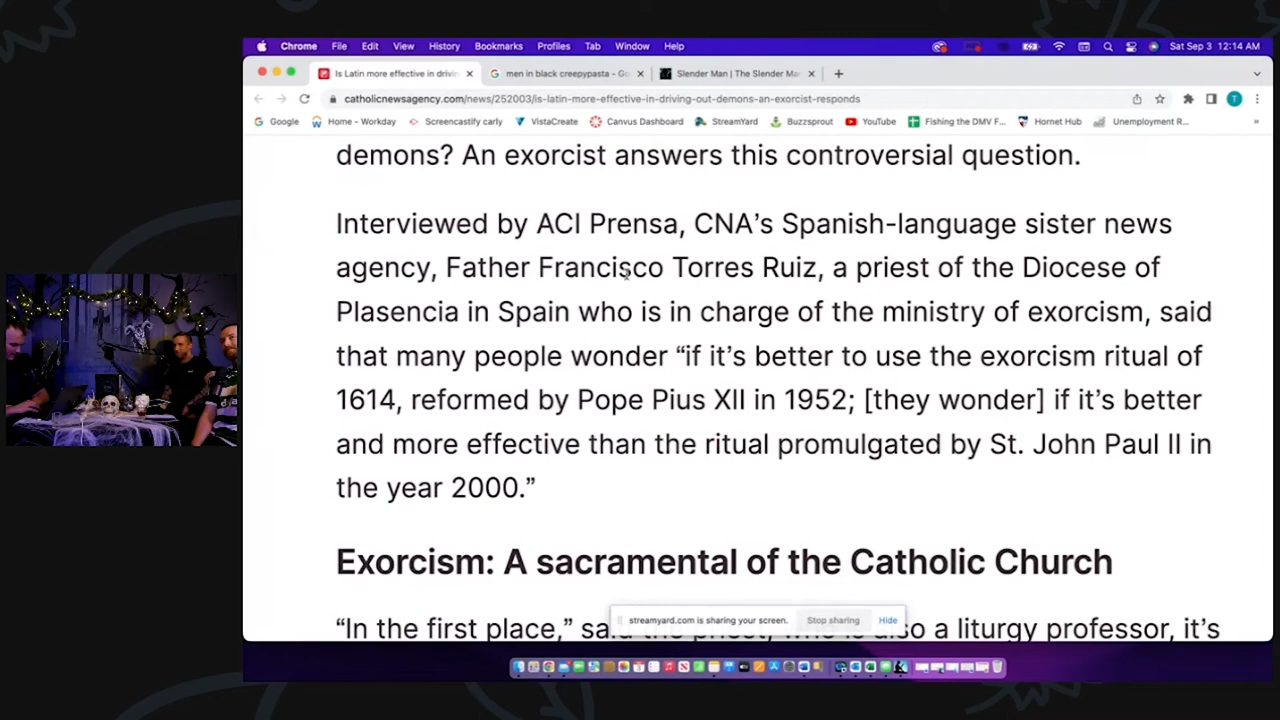 Chrome File Edit View History Bookmarks Profiles Tab Window Help Sat Sep 3 12:14 AM
Is Latin more effective in drivin men in black creepypasta - Go Slender Man | The Slender Man
catholicnewsagency.com/news/252003/is-latin-more-effective-in-driving-out-demons-an-exorcist-responds
Google Home - Workday Screencastify carly VistaCreate Canvus Dashboard StreamYard Buzzsprout YouTube Fishing the DMV F... Hornet Hub Unemployment R...
demons? An exorcist answers this controversial question.
Interviewed by ACI Prensa, CNA’s Spanish-language sister news
agency, Father Francisco Torres Ruiz, a priest of the Diocese of
Plasencia in Spain who is in charge of the ministry of exorcism, said
that many people wonder “if it’s better to use the exorcism ritual of
1614, reformed by Pope Pius XII in 1952; [they wonder] if it’s better
and more effective than the ritual promulgated by St. John Paul II in
the year 2000.”
Exorcism: A sacramental of the Catholic Church
streamyard.com is sharing your screen. Stop sharing Hide
“In the first place,” said the priest, who is also a liturgy professor, it’s